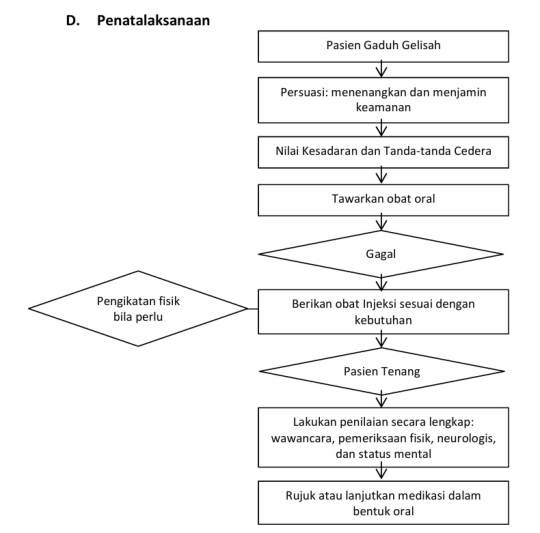 D. Penatalaksanaan
Pasien Gaduh Gelisah
Persuasi: menenangkan dan menjamin
keamanan
Nilai Kesadaran dan Tanda-tanda Cedera
Tawarkan obat oral
Gagal
Pengikatan fisik
bila perlu
Berikan obat Injeksi sesuai dengan
kebutuhan
Pasien Tenang
Lakukan penilaian secara lengkap:
wawancara, pemeriksaan fisik, neurologis,
dan status mental
Rujuk atau lanjutkan medikasi dalam
bentuk oral